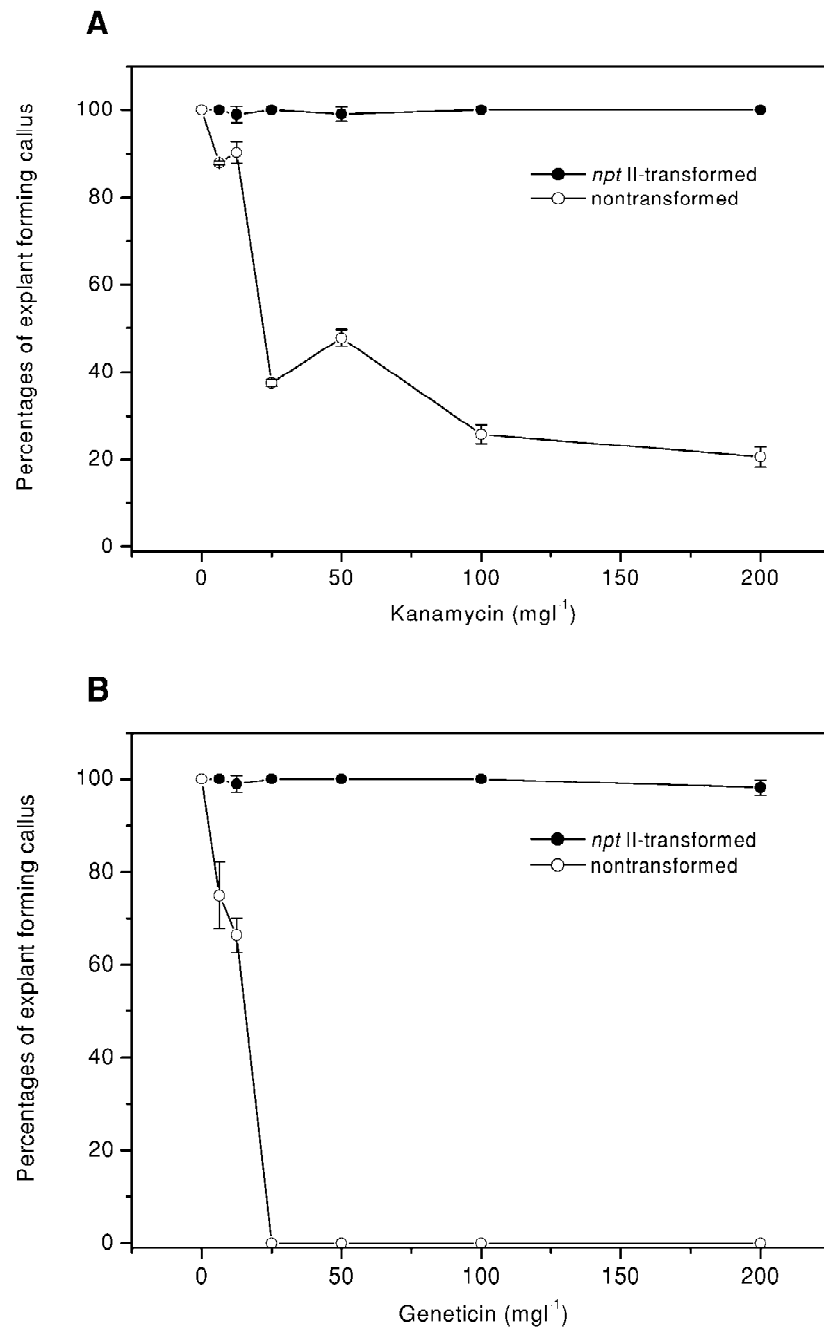 A
Percentages of explant forming callus
100
80
60
40
20
0
npt II-transformed
nontransformed
0 50 100 150 200
Kanamycin (mgl⁻¹)
B
Percentages of explant forming callus
100
80
60
40
20
0
npt II-transformed
nontransformed
0 50 100 150 200
Geneticin (mgl⁻¹)